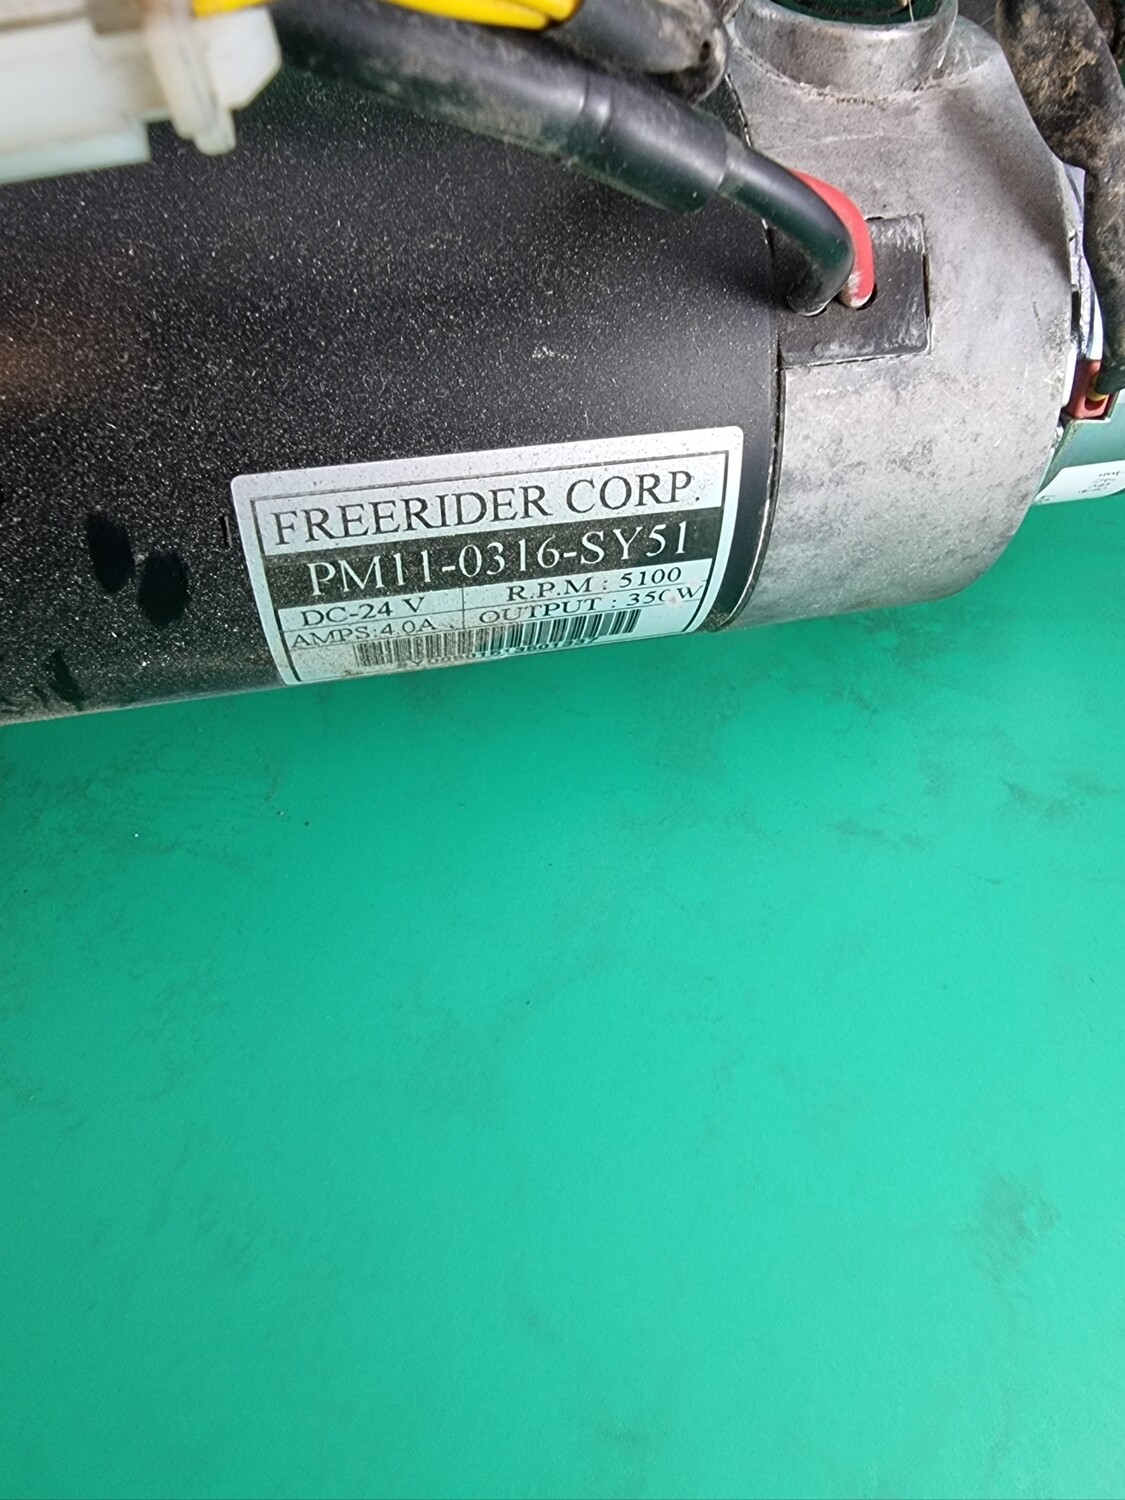 FREERIDER CORP.
PM11-0316-SY51
DC-24 V R.P.M : 5100
AMPS:4.0A OUTPUT : 350W